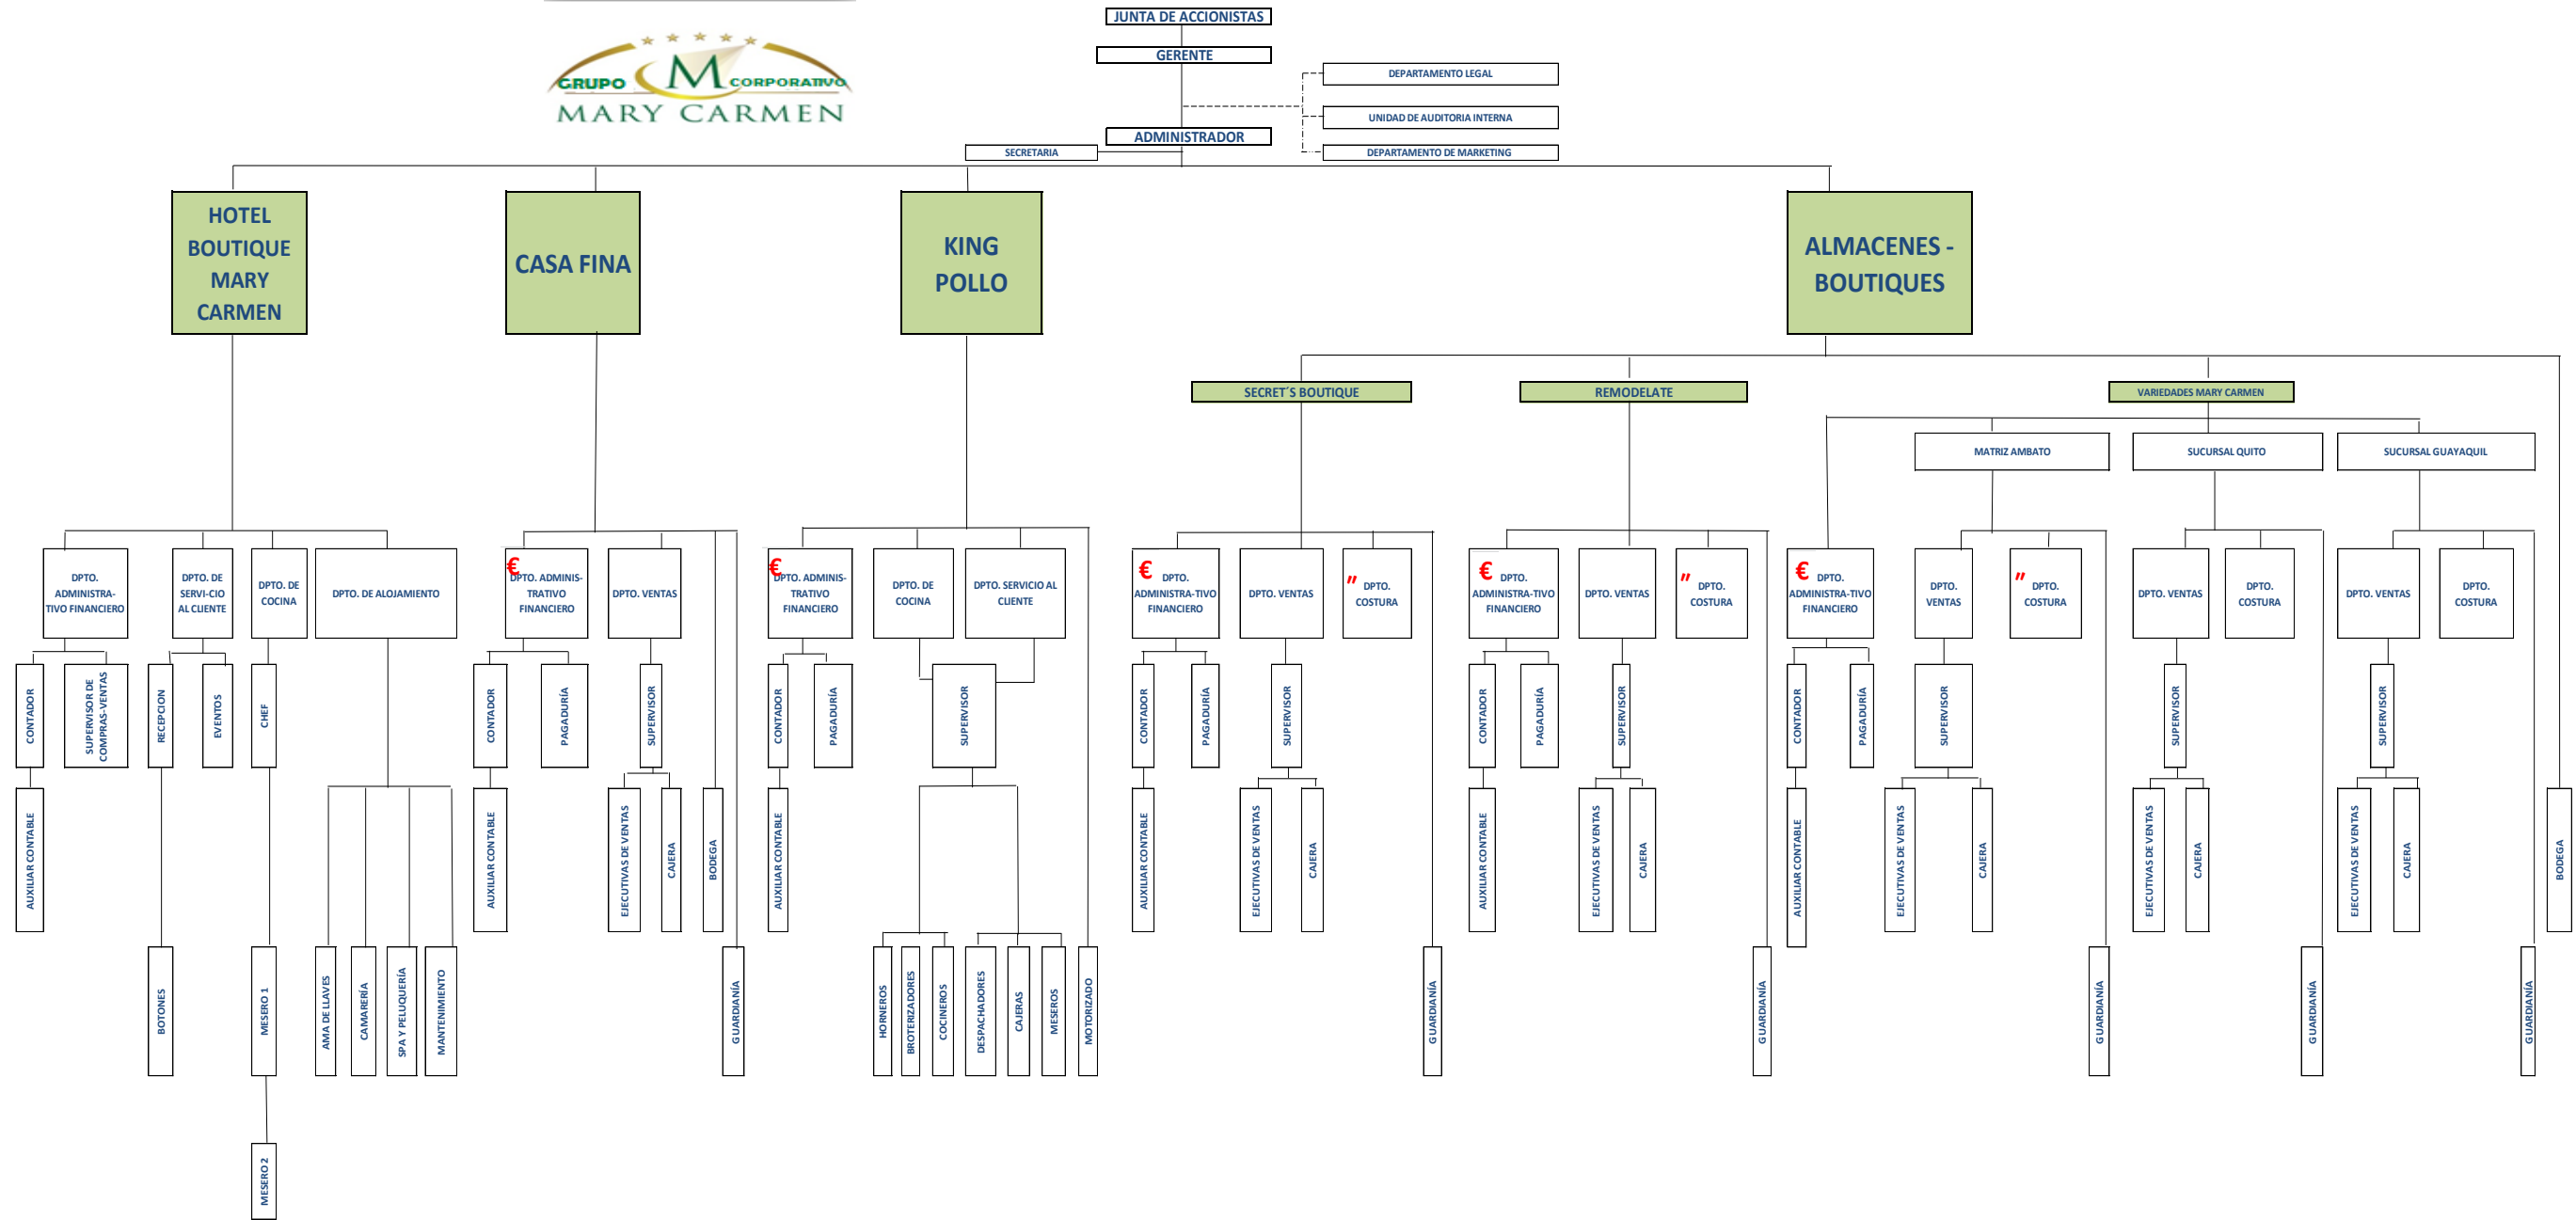 JUNTA DE ACCIONISTAS
GERENTE
GRUPO M CORPORATIVO
MARY CARMEN
DEPARTAMENTO LEGAL
UNIDAD DE AUDITORIA INTERNA
ADMINISTRADOR
SECRETARIA
DEPARTAMENTO DE MARKETING
HOTEL
BOUTIQUE
MARY
CARMEN
CASA FINA
KING
POLLO
ALMACENES -
BOUTIQUES
SECRET´S BOUTIQUE
REMODELATE
VARIEDADES MARY CARMEN
MATRIZ AMBATO
SUCURSAL QUITO
SUCURSAL GUAYAQUIL
DPTO.
ADMINISTRA-
TIVO FINANCIERO
DPTO. DE
SERVI-CIO
AL CLIENTE
DPTO. DE
COCINA
DPTO. DE ALOJAMIENTO
€
DPTO. ADMINIS-
TRATIVO
FINANCIERO
DPTO. VENTAS
€
DPTO. ADMINIS-
TRATIVO
FINANCIERO
DPTO. DE
COCINA
DPTO. SERVICIO AL
CLIENTE
€ DPTO.
ADMINISTRA-TIVO
FINANCIERO
DPTO. VENTAS
" DPTO.
COSTURA
€ DPTO.
ADMINISTRA-TIVO
FINANCIERO
DPTO. VENTAS
" DPTO.
COSTURA
€ DPTO.
ADMINISTRA-TIVO
FINANCIERO
DPTO.
VENTAS
" DPTO.
COSTURA
DPTO. VENTAS
DPTO.
COSTURA
DPTO. VENTAS
DPTO.
COSTURA
CONTADOR
SUPERVISOR DE
COMPRAS-VENTAS
RECEPCION
EVENTOS
CHEF
CONTADOR
PAGADURÍA
SUPERVISOR
CONTADOR
PAGADURÍA
SUPERVISOR
CONTADOR
PAGADURÍA
SUPERVISOR
CONTADOR
PAGADURÍA
SUPERVISOR
CONTADOR
PAGADURÍA
SUPERVISOR
SUPERVISOR
SUPERVISOR
AUXILIAR CONTABLE
AUXILIAR CONTABLE
EJECUTIVAS DE VENTAS
CAJERA
BODEGA
AUXILIAR CONTABLE
AUXILIAR CONTABLE
EJECUTIVAS DE VENTAS
CAJERA
AUXILIAR CONTABLE
EJECUTIVAS DE VENTAS
CAJERA
AUXILIAR CONTABLE
EJECUTIVAS DE VENTAS
CAJERA
EJECUTIVAS DE VENTAS
CAJERA
EJECUTIVAS DE VENTAS
CAJERA
BODEGA
BOTONES
MESERO 1
AMA DE LLAVES
CAMARRERÍA
SPA Y PELUQUERÍA
MANTENIMIENTO
GUARDIANÍA
HORNEROS
BROTERIZADORES
COCINEROS
DESPACHADORES
CAJERAS
MESEROS
MOTORIZADO
GUARDIANÍA
GUARDIANÍA
GUARDIANÍA
GUARDIANÍA
GUARDIANÍA
MESERO 2